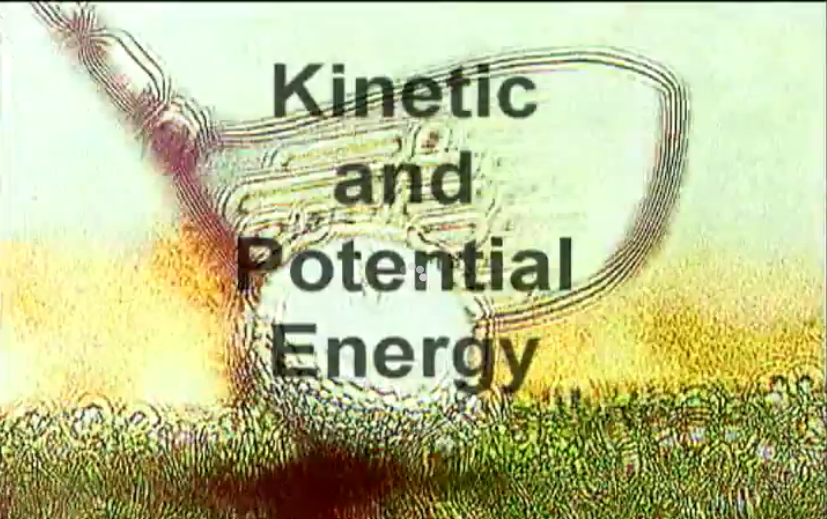 Kinetic
and
Potential
Energy